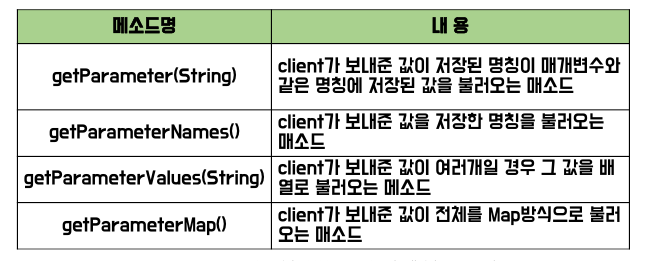 메소드명
내 용
getParameter(String)
client가 보내준 값이 저장된 명칭이 매개변수와
같은 명칭에 저장된 값을 불러오는 매소드
getParameterNames()
client가 보내준 값을 저장한 명칭을 불러오는
매소드
getParameterValues(String)
client가 보내준 값이 여러개일 경우 그 값을 배
열로 불러오는 메소드
getParameterMap()
client가 보내준 값이 전체를 Map방식으로 불러
오는 매소드